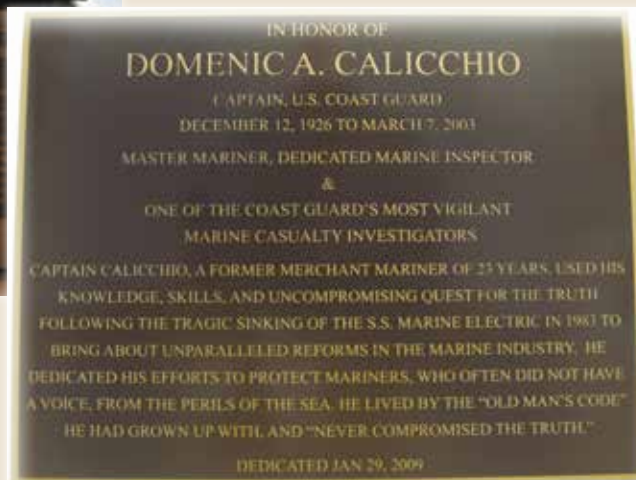 IN HONOR OF
DOMENIC A. CALICCHIO
CAPTAIN, U.S. COAST GUARD
DECEMBER 12, 1926 TO MARCH 7, 2003
MASTER MARINER, DEDICATED MARINE INSPECTOR
&
ONE OF THE COAST GUARD'S MOST VIGILANT
MARINE CASUALTY INVESTIGATORS
CAPTAIN CALICCHIO, A FORMER MERCHANT MARINER OF 23 YEARS, USED HIS
KNOWLEDGE, SKILLS, AND UNCOMPROMISING QUEST FOR THE TRUTH
FOLLOWING THE TRAGIC SINKING OF THE S.S. MARINE ELECTRIC IN 1983 TO
BRING ABOUT UNPARALLELED REFORMS IN THE MARINE INDUSTRY. HE
DEDICATED HIS EFFORTS TO PROTECT MARINERS, WHO OFTEN DID NOT HAVE
A VOICE, FROM THE PERILS OF THE SEA. HE LIVED BY THE "OLD MAN'S CODE"
HE HAD GROWN UP WITH, AND "NEVER COMPROMISED THE TRUTH."
DEDICATED JAN 29, 2009